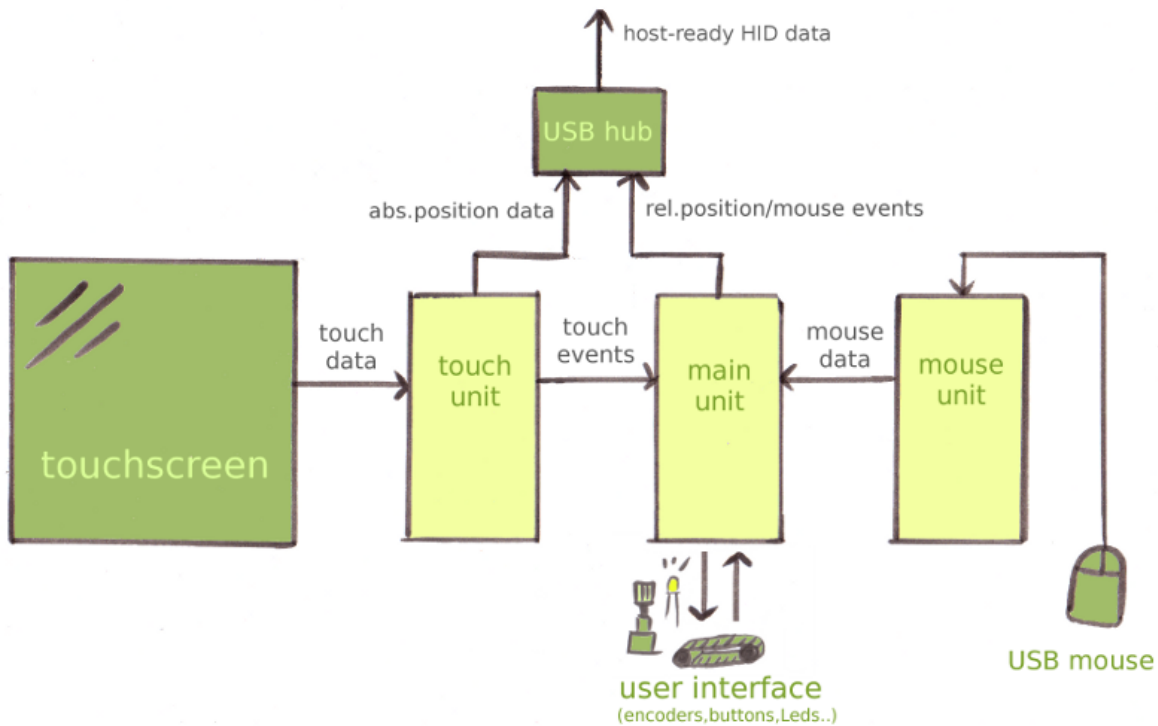 host-ready HID data
USB hub
abs.position data
rel.position/mouse events
touch
data
touch
events
mouse
data
touch
unit
main
unit
mouse
unit
touchscreen
USB mouse
user interface
(encoders,buttons,Leds..)